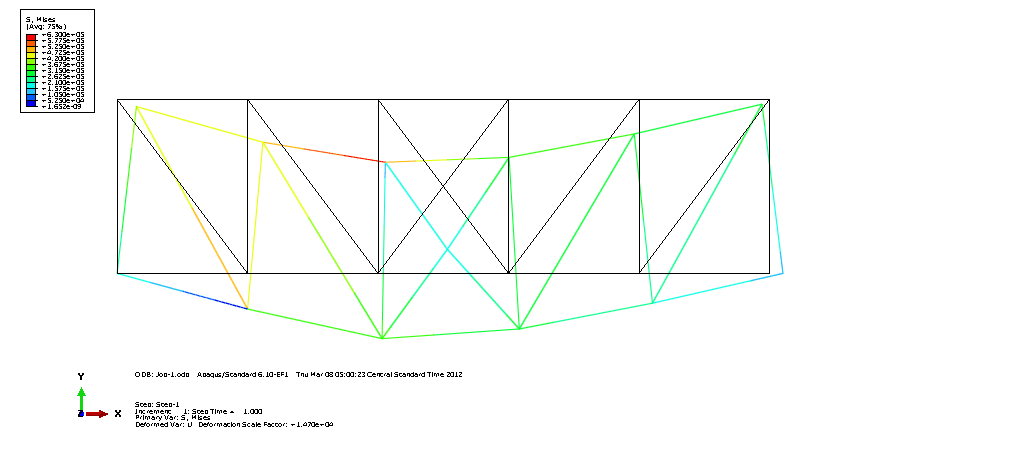 S, Mises
(Avg: 75%)
+6.300e+05
+5.775e+05
+5.250e+05
+4.725e+05
+4.200e+05
+3.675e+05
+3.150e+05
+2.625e+05
+2.100e+05
+1.575e+05
+1.050e+05
+5.250e+04
+1.652e-09
Y
Z X
ODB: Job-1.odb Abaqus/Standard 6.10-EF1 Thu Mar 08 05:00:23 Central Standard Time 2012
Step: Step-1
Increment 1: Step Time = 1.000
Primary Var: S, Mises
Deformed Var: U Deformation Scale Factor: +1.470e+04